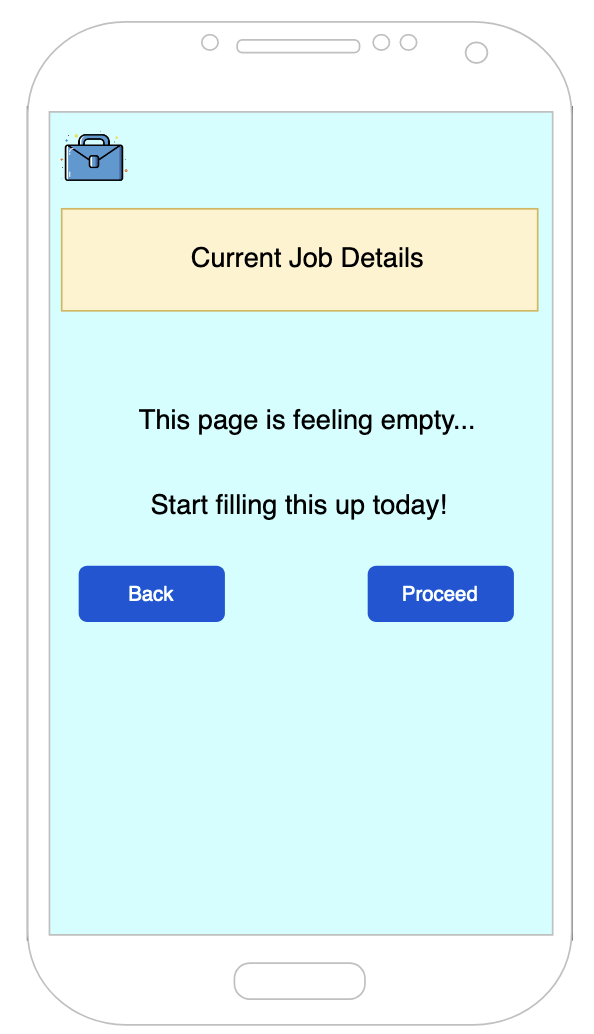 Current Job Details
This page is feeling empty...
Start filling this up today!
Back
Proceed